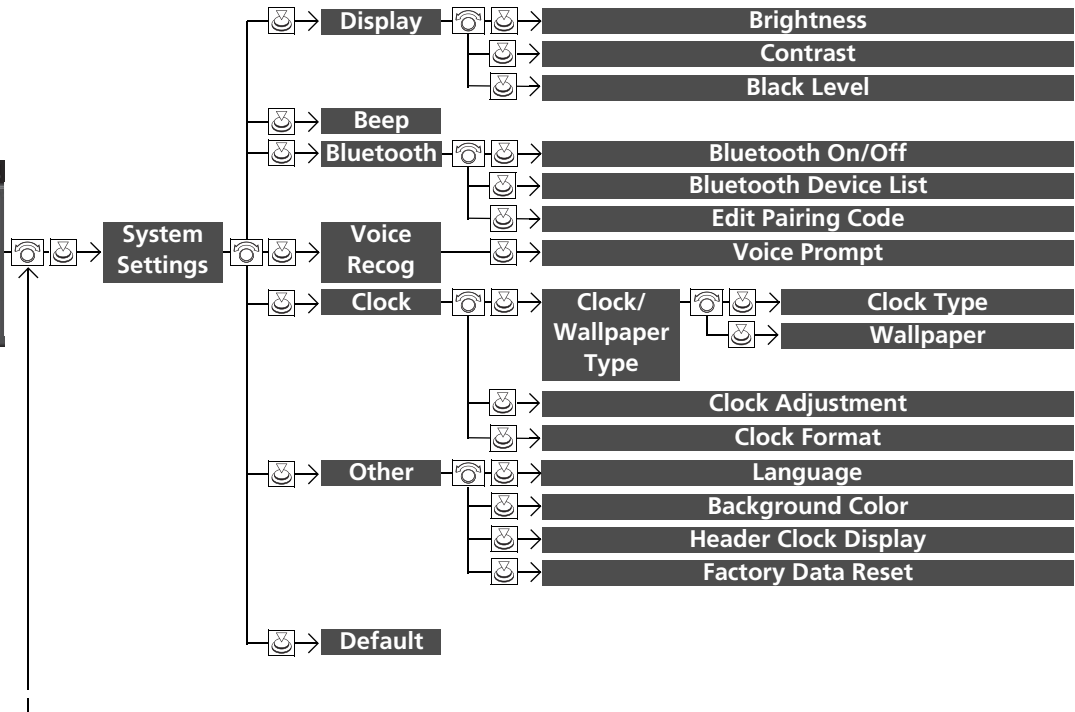 Display
Brightness
Contrast
Black Level
Beep
Bluetooth
Bluetooth On/Off
Bluetooth Device List
Edit Pairing Code
System
Settings
Voice
Recog
Voice Prompt
Clock
Clock/
Wallpaper
Type
Clock Type
Wallpaper
Clock Adjustment
Clock Format
Other
Language
Background Color
Header Clock Display
Factory Data Reset
Default